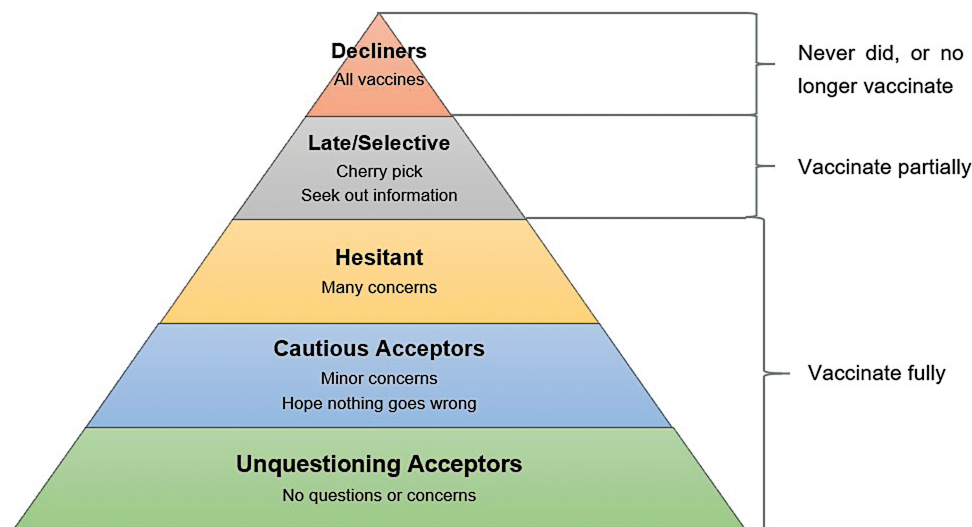 Decliners
All vaccines
Never did, or no
longer vaccinate
Late/Selective
Cherry pick
Seek out information
Vaccinate partially
Hesitant
Many concerns
Cautious Acceptors
Minor concerns
Hope nothing goes wrong
Vaccinate fully
Unquestioning Acceptors
No questions or concerns